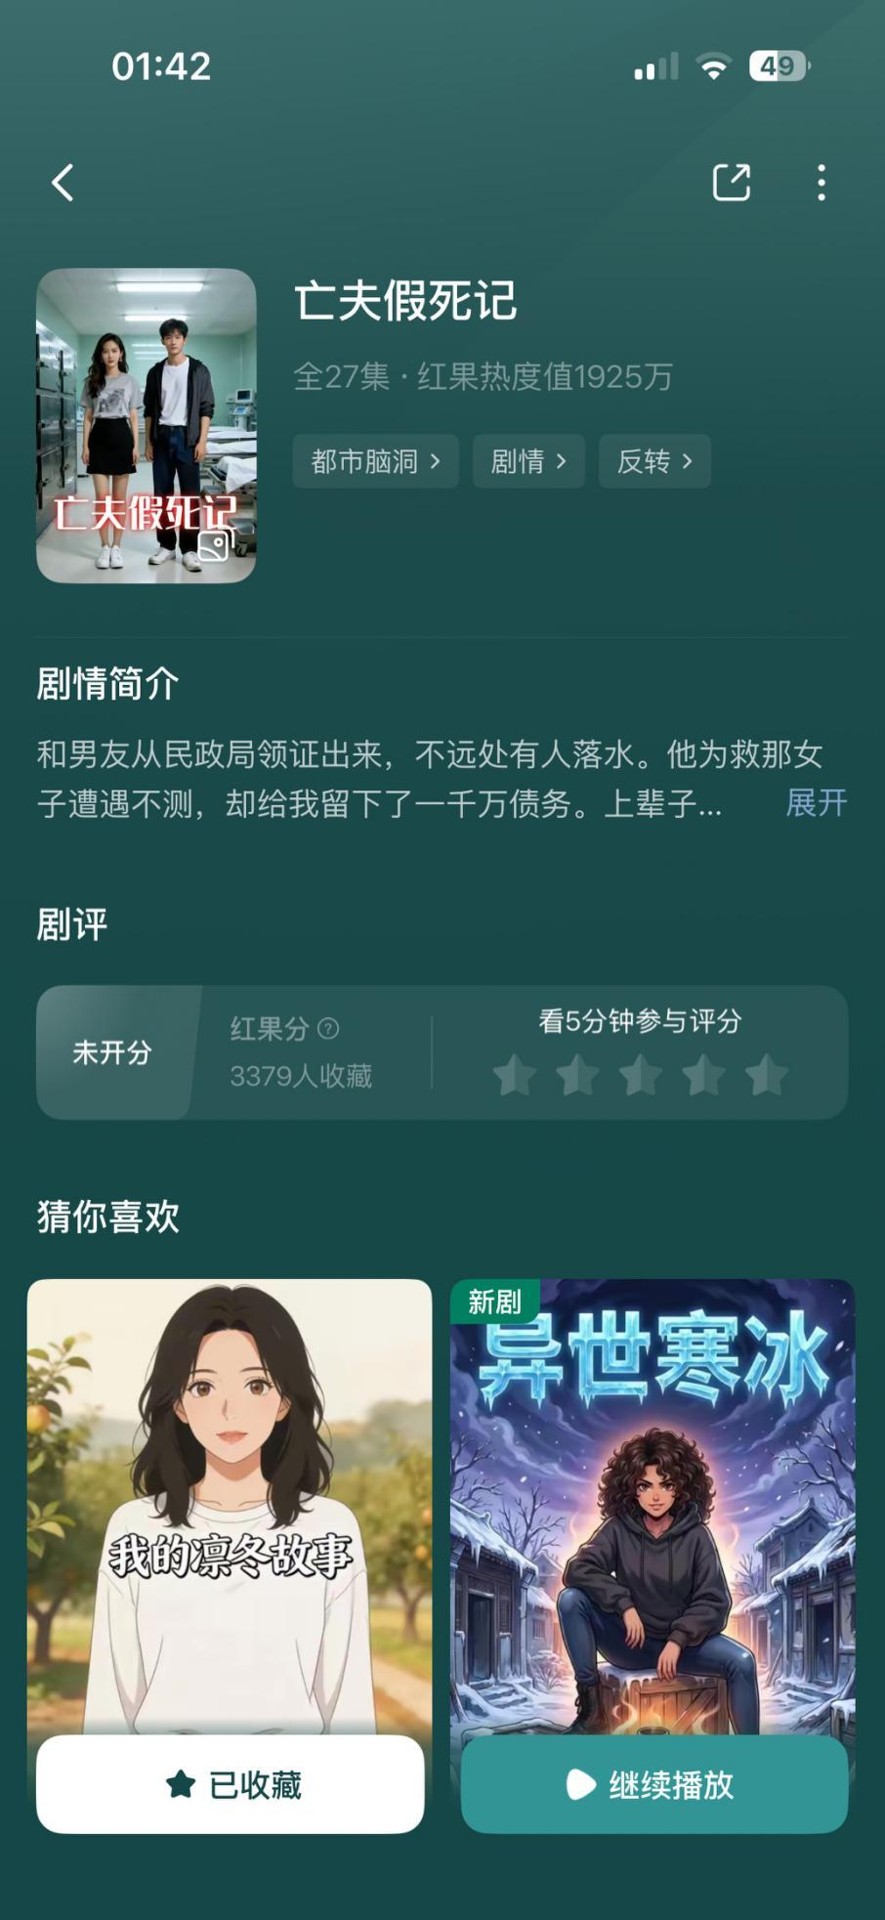 01:42
49
亡夫假死记
全27集 · 红果热度值1925万
都市脑洞 > 剧情 > 反转 >
亡夫假死记
剧情简介
和男友从民政局领证出来，不远处有人落水。他为救那女
子遭遇不测，却给我留下了一千万债务。上辈子... 展开
剧评
未开分
红果分 ?
3379人收藏
看5分钟参与评分
猜你喜欢
我的凛冬故事
新剧
异世寒冰
已收藏
继续播放